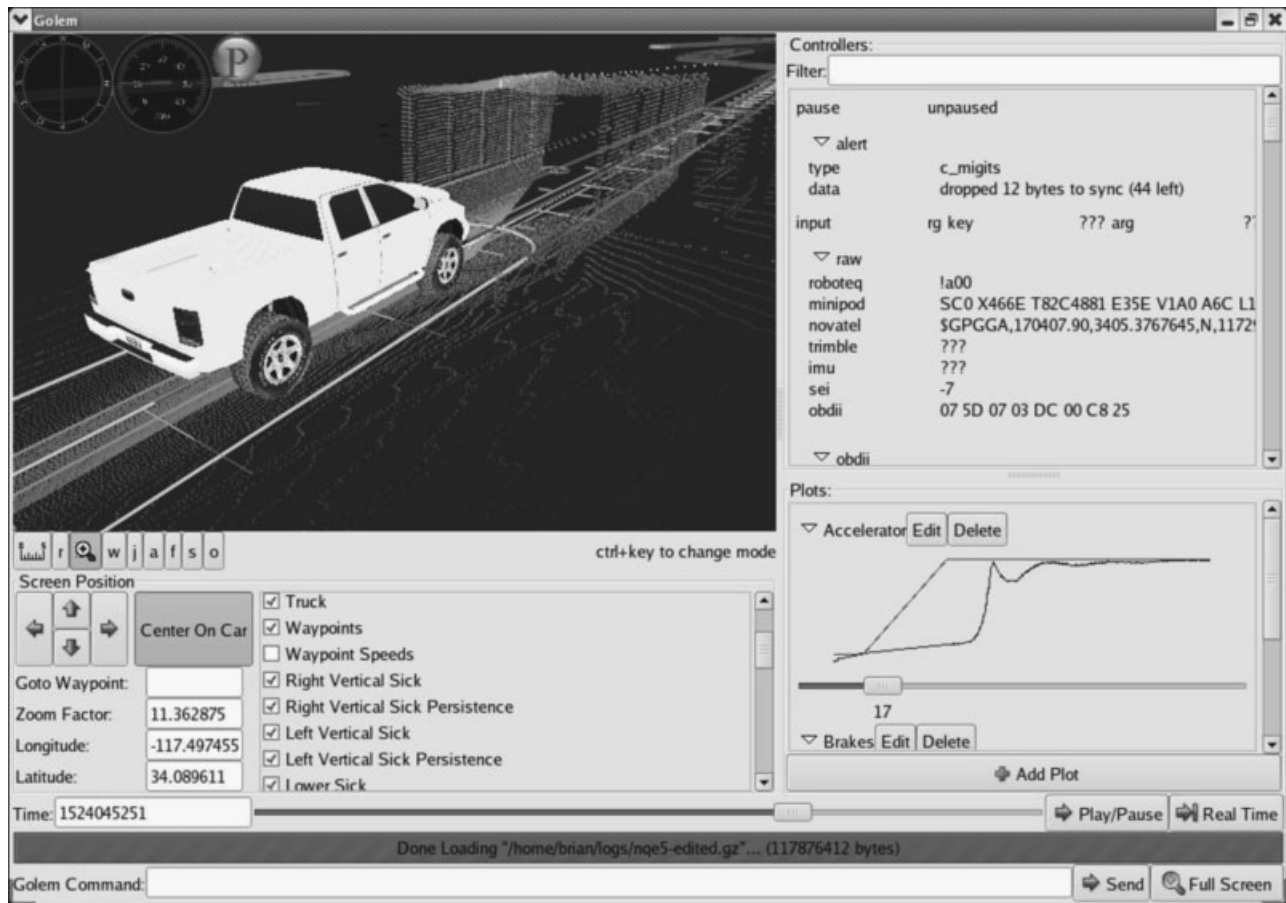 Golem
P
Controllers:
Filter:
pause unpaused
alert
type c_migits
data dropped 12 bytes to sync (44 left)
input rg key ??? arg ??
raw
roboteq !a00
minipod SC0 X466E T82C4881 E35E V1A0 A6C L1
novatel $GPGGA,170407.90,3405.3767645,N,11729
trimble ???
imu ???
sei -7
obdii 07 5D 07 03 DC 00 C8 25
obdii
Plots:
Accelerator Edit Delete
17
Brakes Edit Delete
Add Plot
r w j a f s o
ctrl+key to change mode
Screen Position
Center On Car
Goto Waypoint:
Zoom Factor: 11.362875
Longitude: -117.497455
Latitude: 34.089611
Truck
Waypoints
Waypoint Speeds
Right Vertical Sick
Right Vertical Sick Persistence
Left Vertical Sick
Left Vertical Sick Persistence
Lower Sick
Time: 1524045251
Play/Pause Real Time
Done Loading "/home/brian/logs/nqe5-edited.gz"... (117876412 bytes)
Golem Command:
Send Full Screen